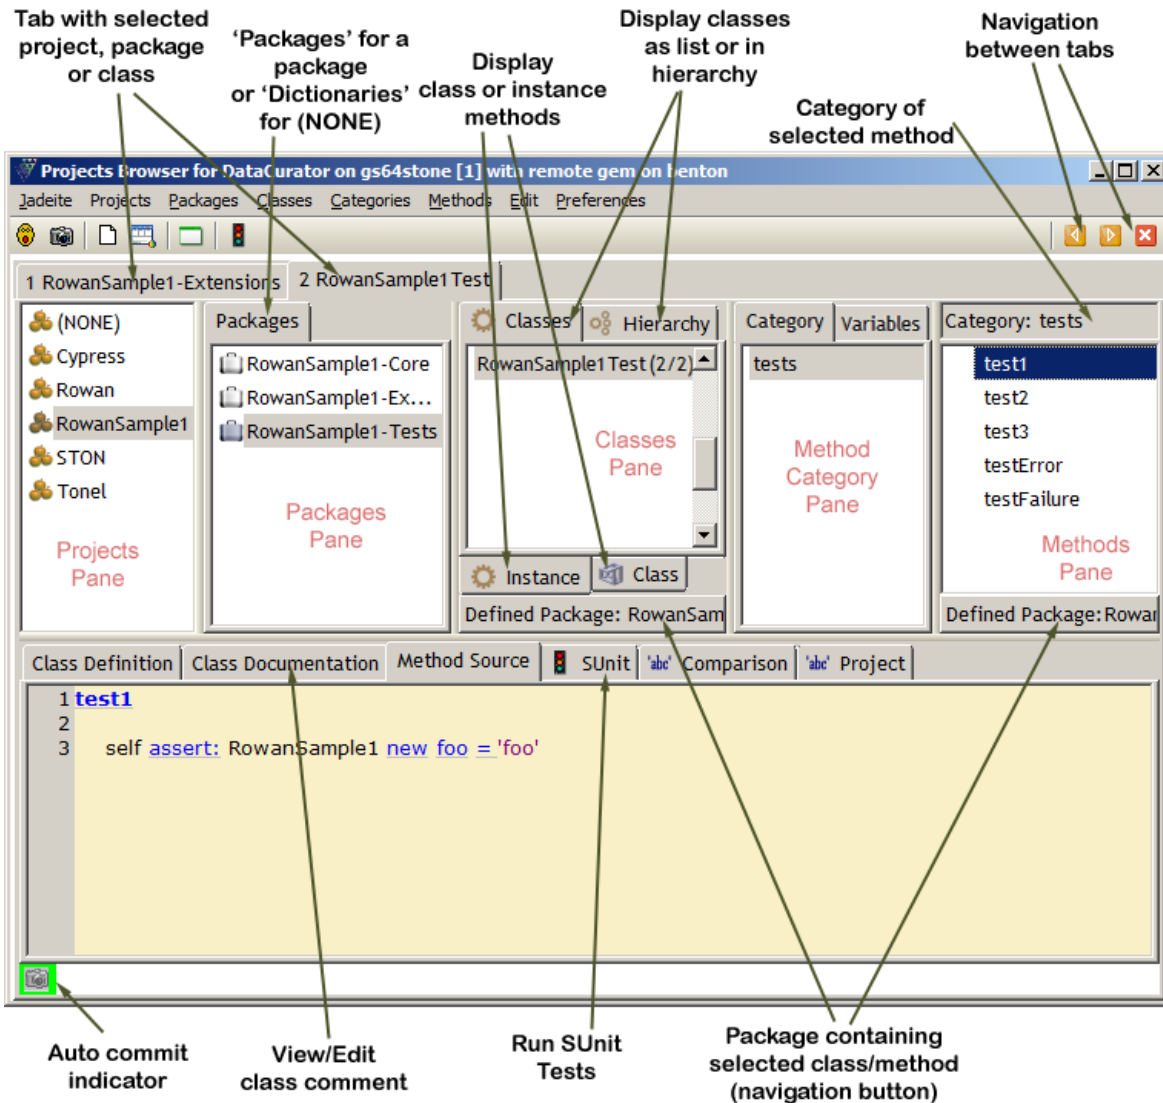 Tab with selected
project, package
or class
'Packages' for a
package
or 'Dictionaries'
for (NONE)
Display
class or instance
methods
Display classes
as list or in
hierarchy
Navigation
between tabs
Category of
selected method
Projects Browser for DataCurator on gs64stone [1] with remote gem on benton
Jadeite Projects Packages Classes Categories Methods Edit Preferences
1 RowanSample1-Extensions 2 RowanSample1Test
(NONE)
Cypress
Rowan
RowanSample1
STON
Tonel
Projects
Pane
Packages
RowanSample1-Core
RowanSample1-Ex...
RowanSample1-Tests
Packages
Pane
Classes Hierarchy
RowanSample1Test (2/2)
Classes
Pane
Instance Class
Defined Package: RowanSam
Category Variables
tests
Method
Category
Pane
Category: tests
test1
test2
test3
testError
testFailure
Methods
Pane
Defined Package: Rowar
Class Definition Class Documentation Method Source SUnit 'abc' Comparison 'abc' Project
1 test1
2
3 self assert: RowanSample1 new foo = 'foo'
Auto commit
indicator
View/Edit
class comment
Run SUnit
Tests
Package containing
selected class/method
(navigation button)